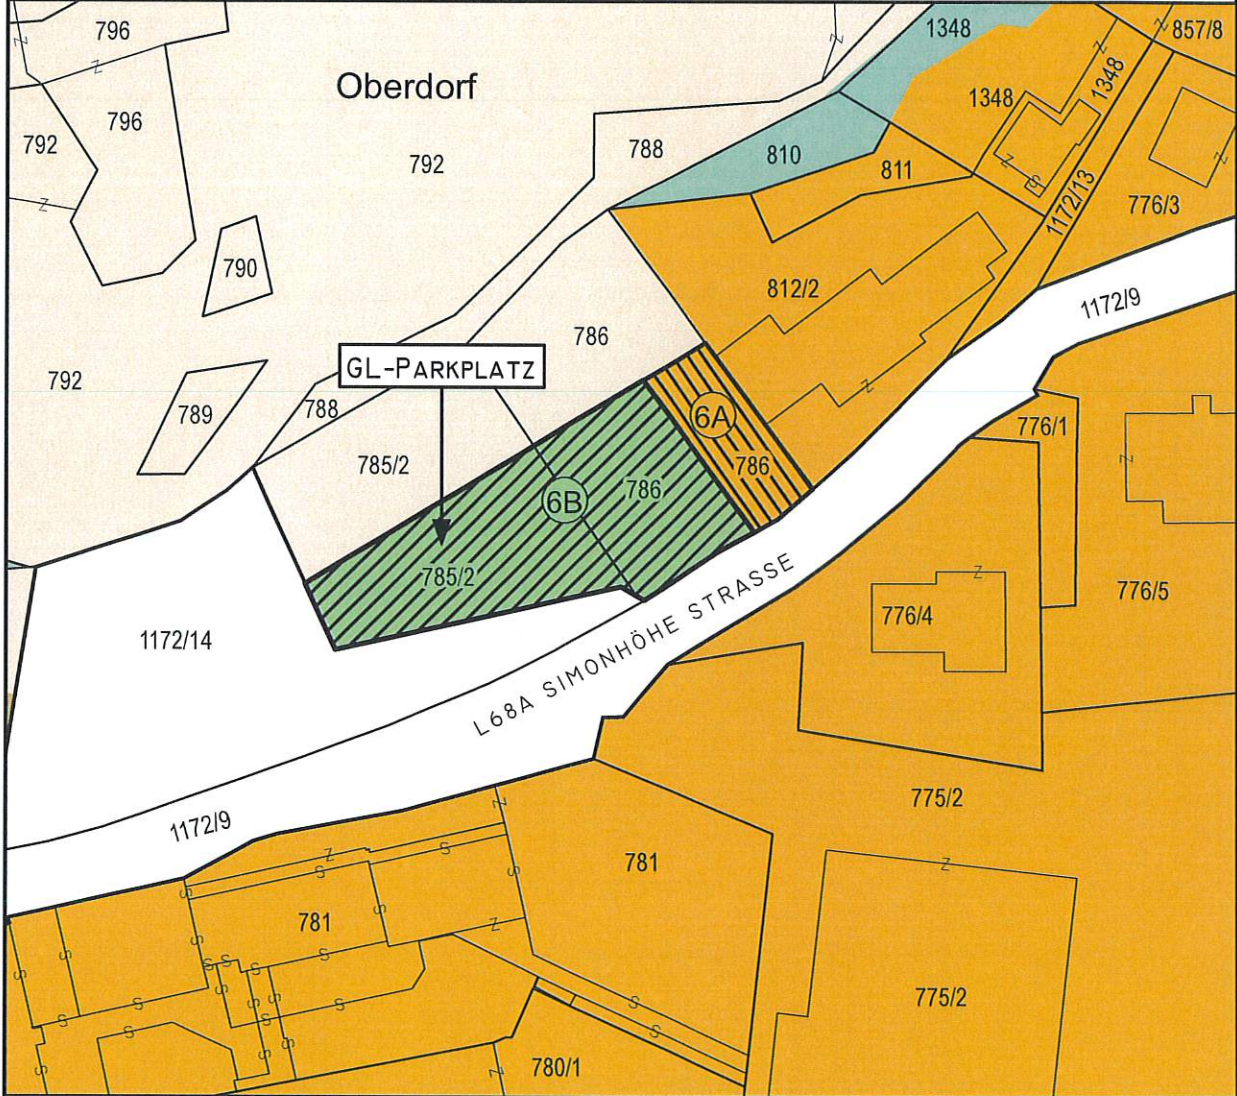 796
1348
857/8
Z
Z
Z
Z
Z
Oberdorf
1348
1348
796
792
792
788
810
811
Z
Z
S
Z
1172/13
776/3
790
812/2
1172/9
786
GL-PARKPLATZ
792
789
788
Z
6A
776/1
785/2
786
Z
6B
786
785/2
L68A SIMONHÖHE STRASSE
Z
776/4
776/5
1172/14
775/2
1172/9
Z
Z
S
S
781
Z
S
S
S
781
Z
S
S
S
S
S
S
S
S
S
S
S
S
S
775/2
S
S
S
S
S
S
S
S
780/1
Z